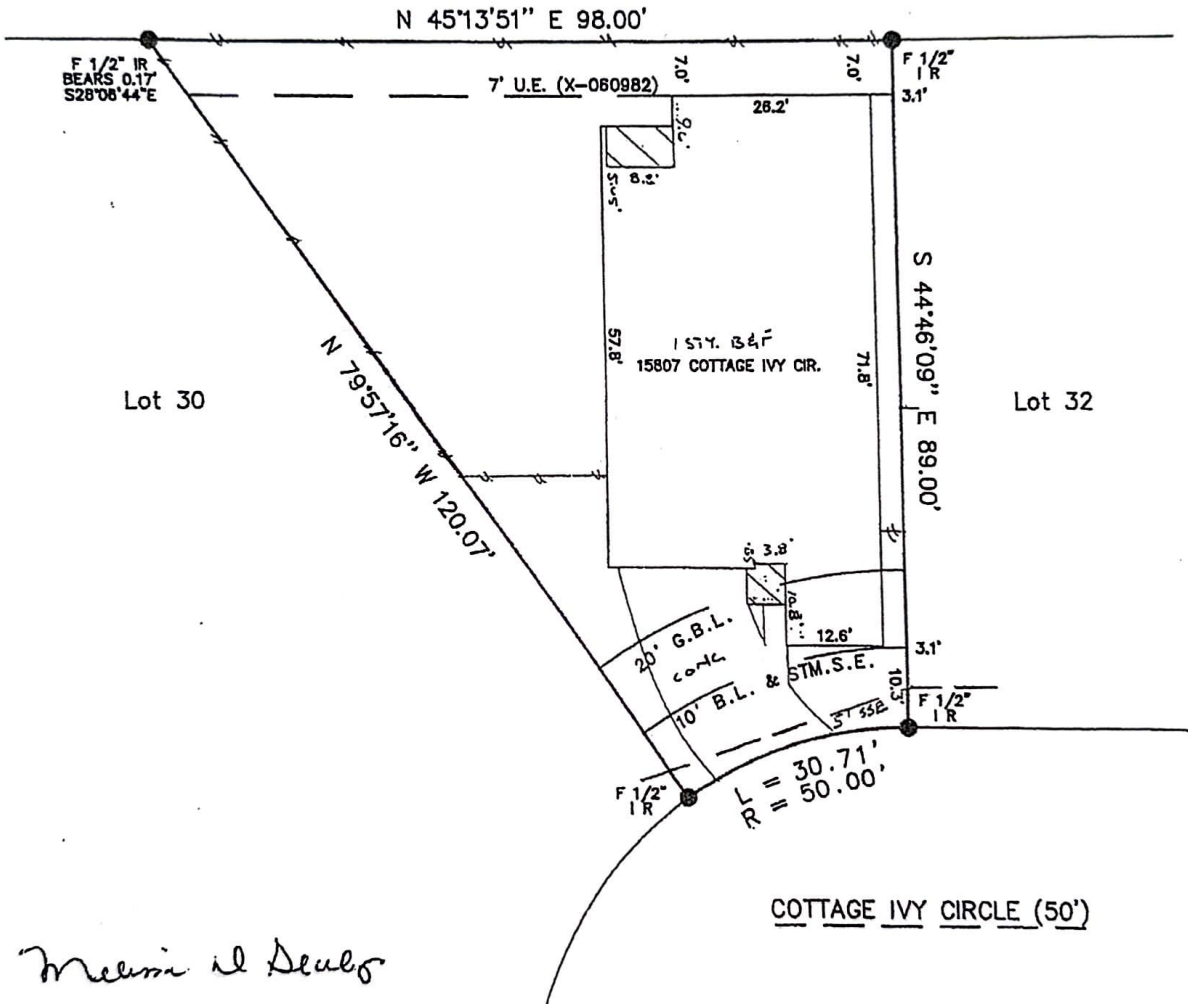 N 45°13'51" E 98.00'
F 1/2" IR
BEARS 0.17'
S28°08'44"E
7' U.E. (X-060982)
7.0'
7.0'
F 1/2"
I R
3.1'
26.2'
8.2'
57.8'
1 STY. B&F
15807 COTTAGE IVY CIR.
71.8'
S 44°46'09" E 89.00'
Lot 30
Lot 32
N 79°57'16" W 120.07'
3.8'
10.8'
12.6'
3.1'
20' G.B.L.
CONC
10' B.L. & STM.S.E.
10.3'
5' SSE
F 1/2"
I R
F 1/2"
I R
L = 30.71'
R = 50.00'
COTTAGE IVY CIRCLE (50')